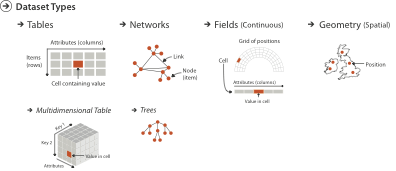 Dataset Types
Tables
Attributes (columns)
Items
(rows)
Cell containing value
Networks
Link
Node
(item)
Fields (Continuous)
Grid of positions
Cell
Attributes (columns)
Value in cell
Geometry (Spatial)
Position
Multidimensional Table
Key 1
Key 2
Value in cell
Attributes
Trees